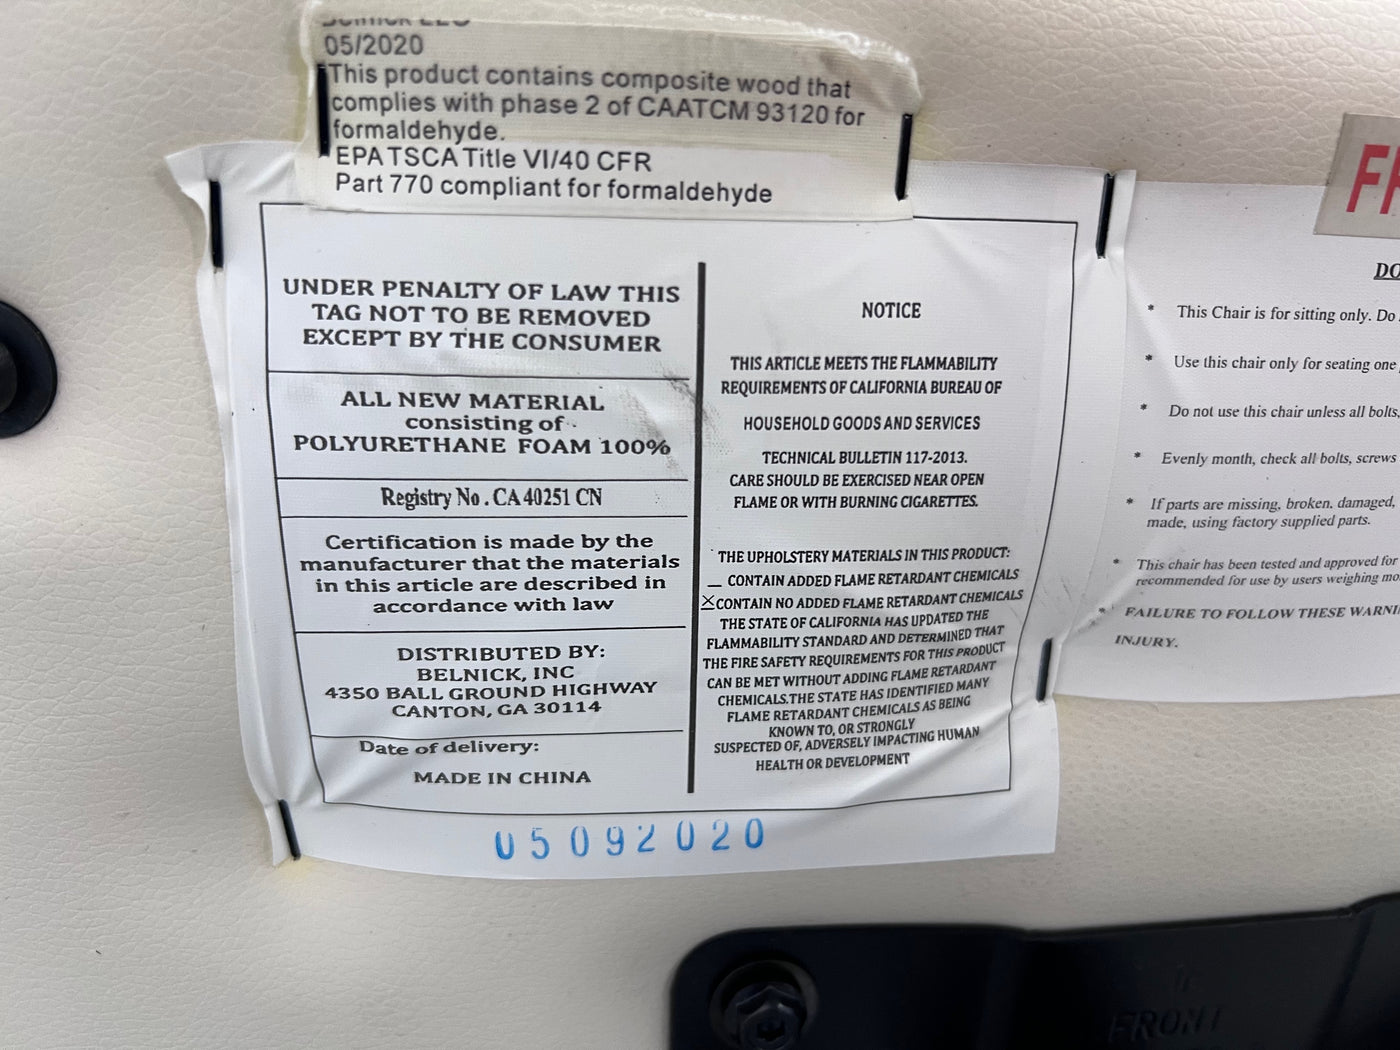 05/2020
This product contains composite wood that
complies with phase 2 of CAATCM 93120 for
formaldehyde.
EPA TSCA Title VI/40 CFR
Part 770 compliant for formaldehyde
UNDER PENALTY OF LAW THIS
TAG NOT TO BE REMOVED
EXCEPT BY THE CONSUMER
ALL NEW MATERIAL
consisting of
POLYURETHANE FOAM 100%
Registry No. CA 40251 CN
Certification is made by the
manufacturer that the materials
in this article are described in
accordance with law
DISTRIBUTED BY:
BELNICK, INC
4350 BALL GROUND HIGHWAY
CANTON, GA 30114
Date of delivery:
MADE IN CHINA
05092020
NOTICE
THIS ARTICLE MEETS THE FLAMMABILITY
REQUIREMENTS OF CALIFORNIA BUREAU OF
HOUSEHOLD GOODS AND SERVICES
TECHNICAL BULLETIN 117-2013.
CARE SHOULD BE EXERCISED NEAR OPEN
FLAME OR WITH BURNING CIGARETTES.
THE UPHOLSTERY MATERIALS IN THIS PRODUCT:
_ CONTAIN ADDED FLAME RETARDANT CHEMICALS
X CONTAIN NO ADDED FLAME RETARDANT CHEMICALS
THE STATE OF CALIFORNIA HAS UPDATED THE
FLAMMABILITY STANDARD AND DETERMINED THAT
THE FIRE SAFETY REQUIREMENTS FOR THIS PRODUCT
CAN BE MET WITHOUT ADDING FLAME RETARDANT
CHEMICALS.THE STATE HAS IDENTIFIED MANY
FLAME RETARDANT CHEMICALS AS BEING
KNOWN TO, OR STRONGLY
SUSPECTED OF, ADVERSELY IMPACTING HUMAN
HEALTH OR DEVELOPMENT
DO
* This Chair is for sitting only. Do
* Use this chair only for seating one
* Do not use this chair unless all bolts,
* Evenly month, check all bolts, screws
* If parts are missing, broken, damaged,
made, using factory supplied parts.
* This chair has been tested and approved for
recommended for use by users weighing
* FAILURE TO FOLLOW THESE
INJURY.
FRONT